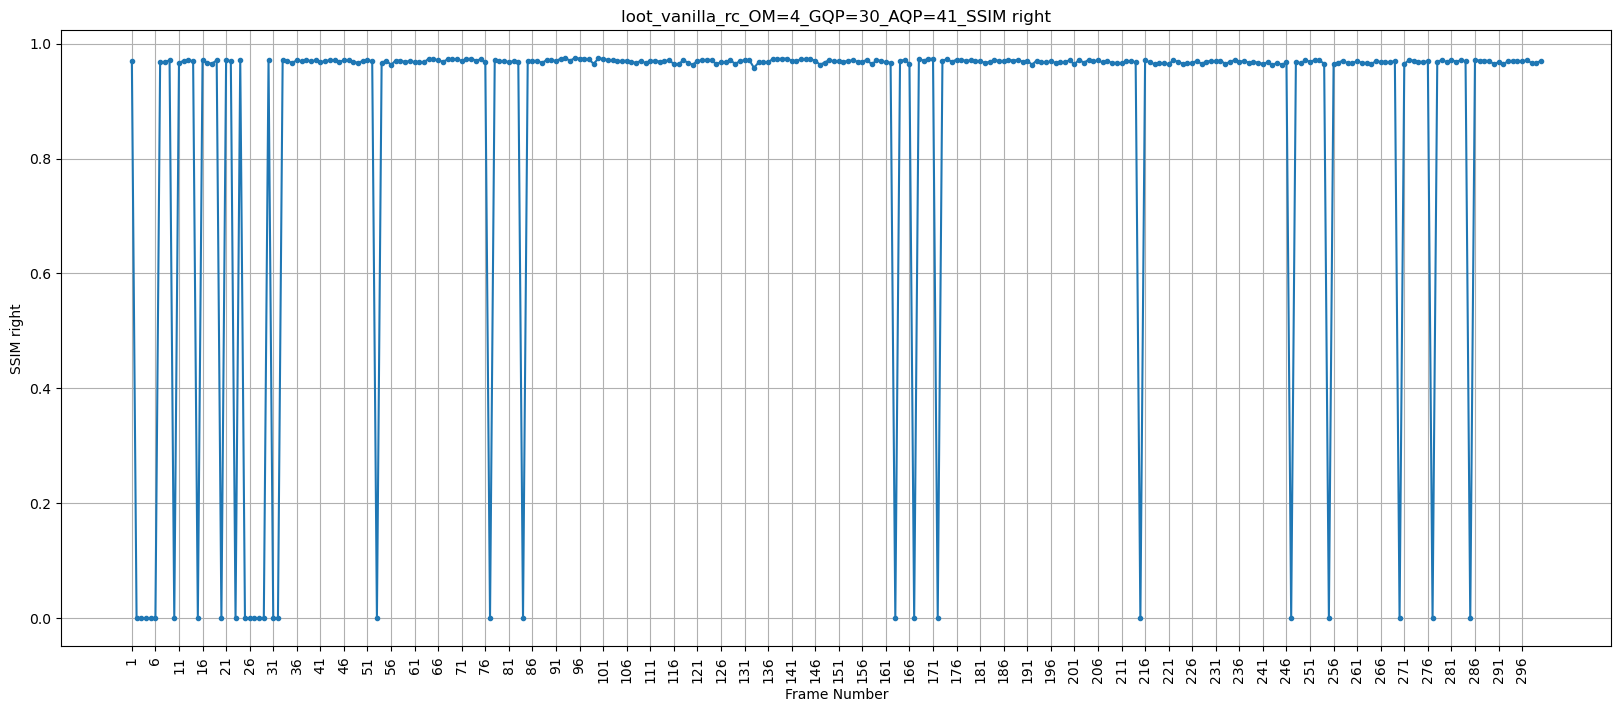 loot_vanilla_rc_OM=4_GQP=30_AQP=41_SSIM right
SSIM right
1.0
0.8
0.6
0.4
0.2
0.0
1 6 11 16 21 26 31 36 41 46 51 56 61 66 71 76 81 86 91 96 101 106 111 116 121 126 131 136 141 146 151 156 161 166 171 176 181 186 191 196 201 206 211 216 221 226 231 236 241 246 251 256 261 266 271 276 281 286 291 296
Frame Number